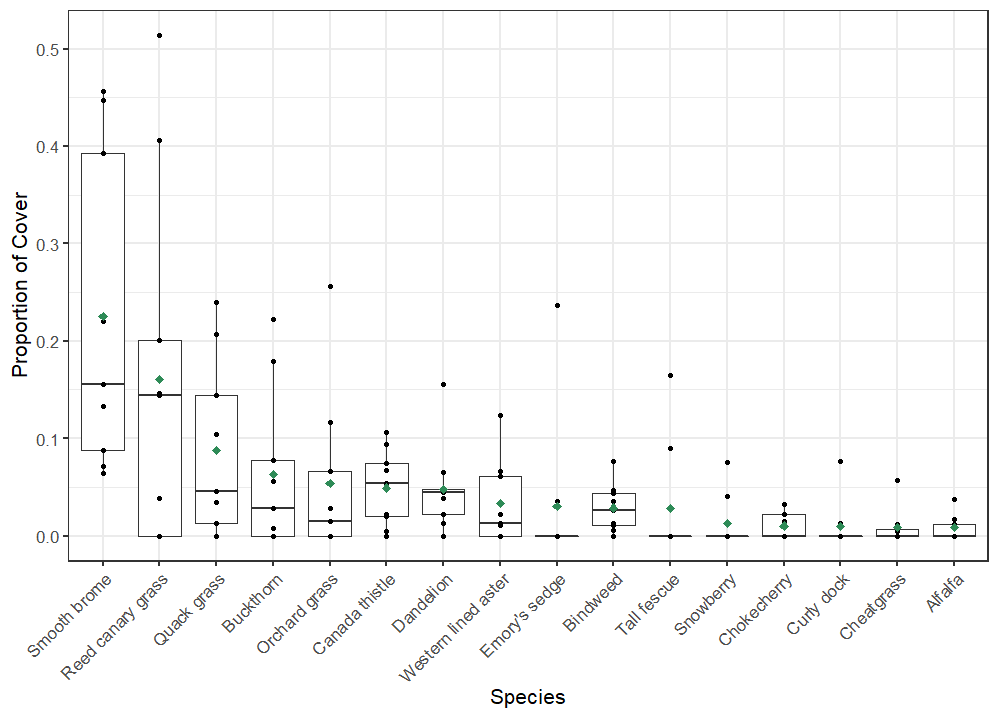 Proportion of Cover
0.5
0.4
0.3
0.2
0.1
0.0
Smooth brome
Reed canary grass
Quack grass
Buckthorn
Orchard grass
Canada thistle
Dandelion
Western lined aster
Emory's sedge
Bindweed
Tall fescue
Snowberry
Chokecherry
Curly dock
Cheatgrass
Alfalfa
Species